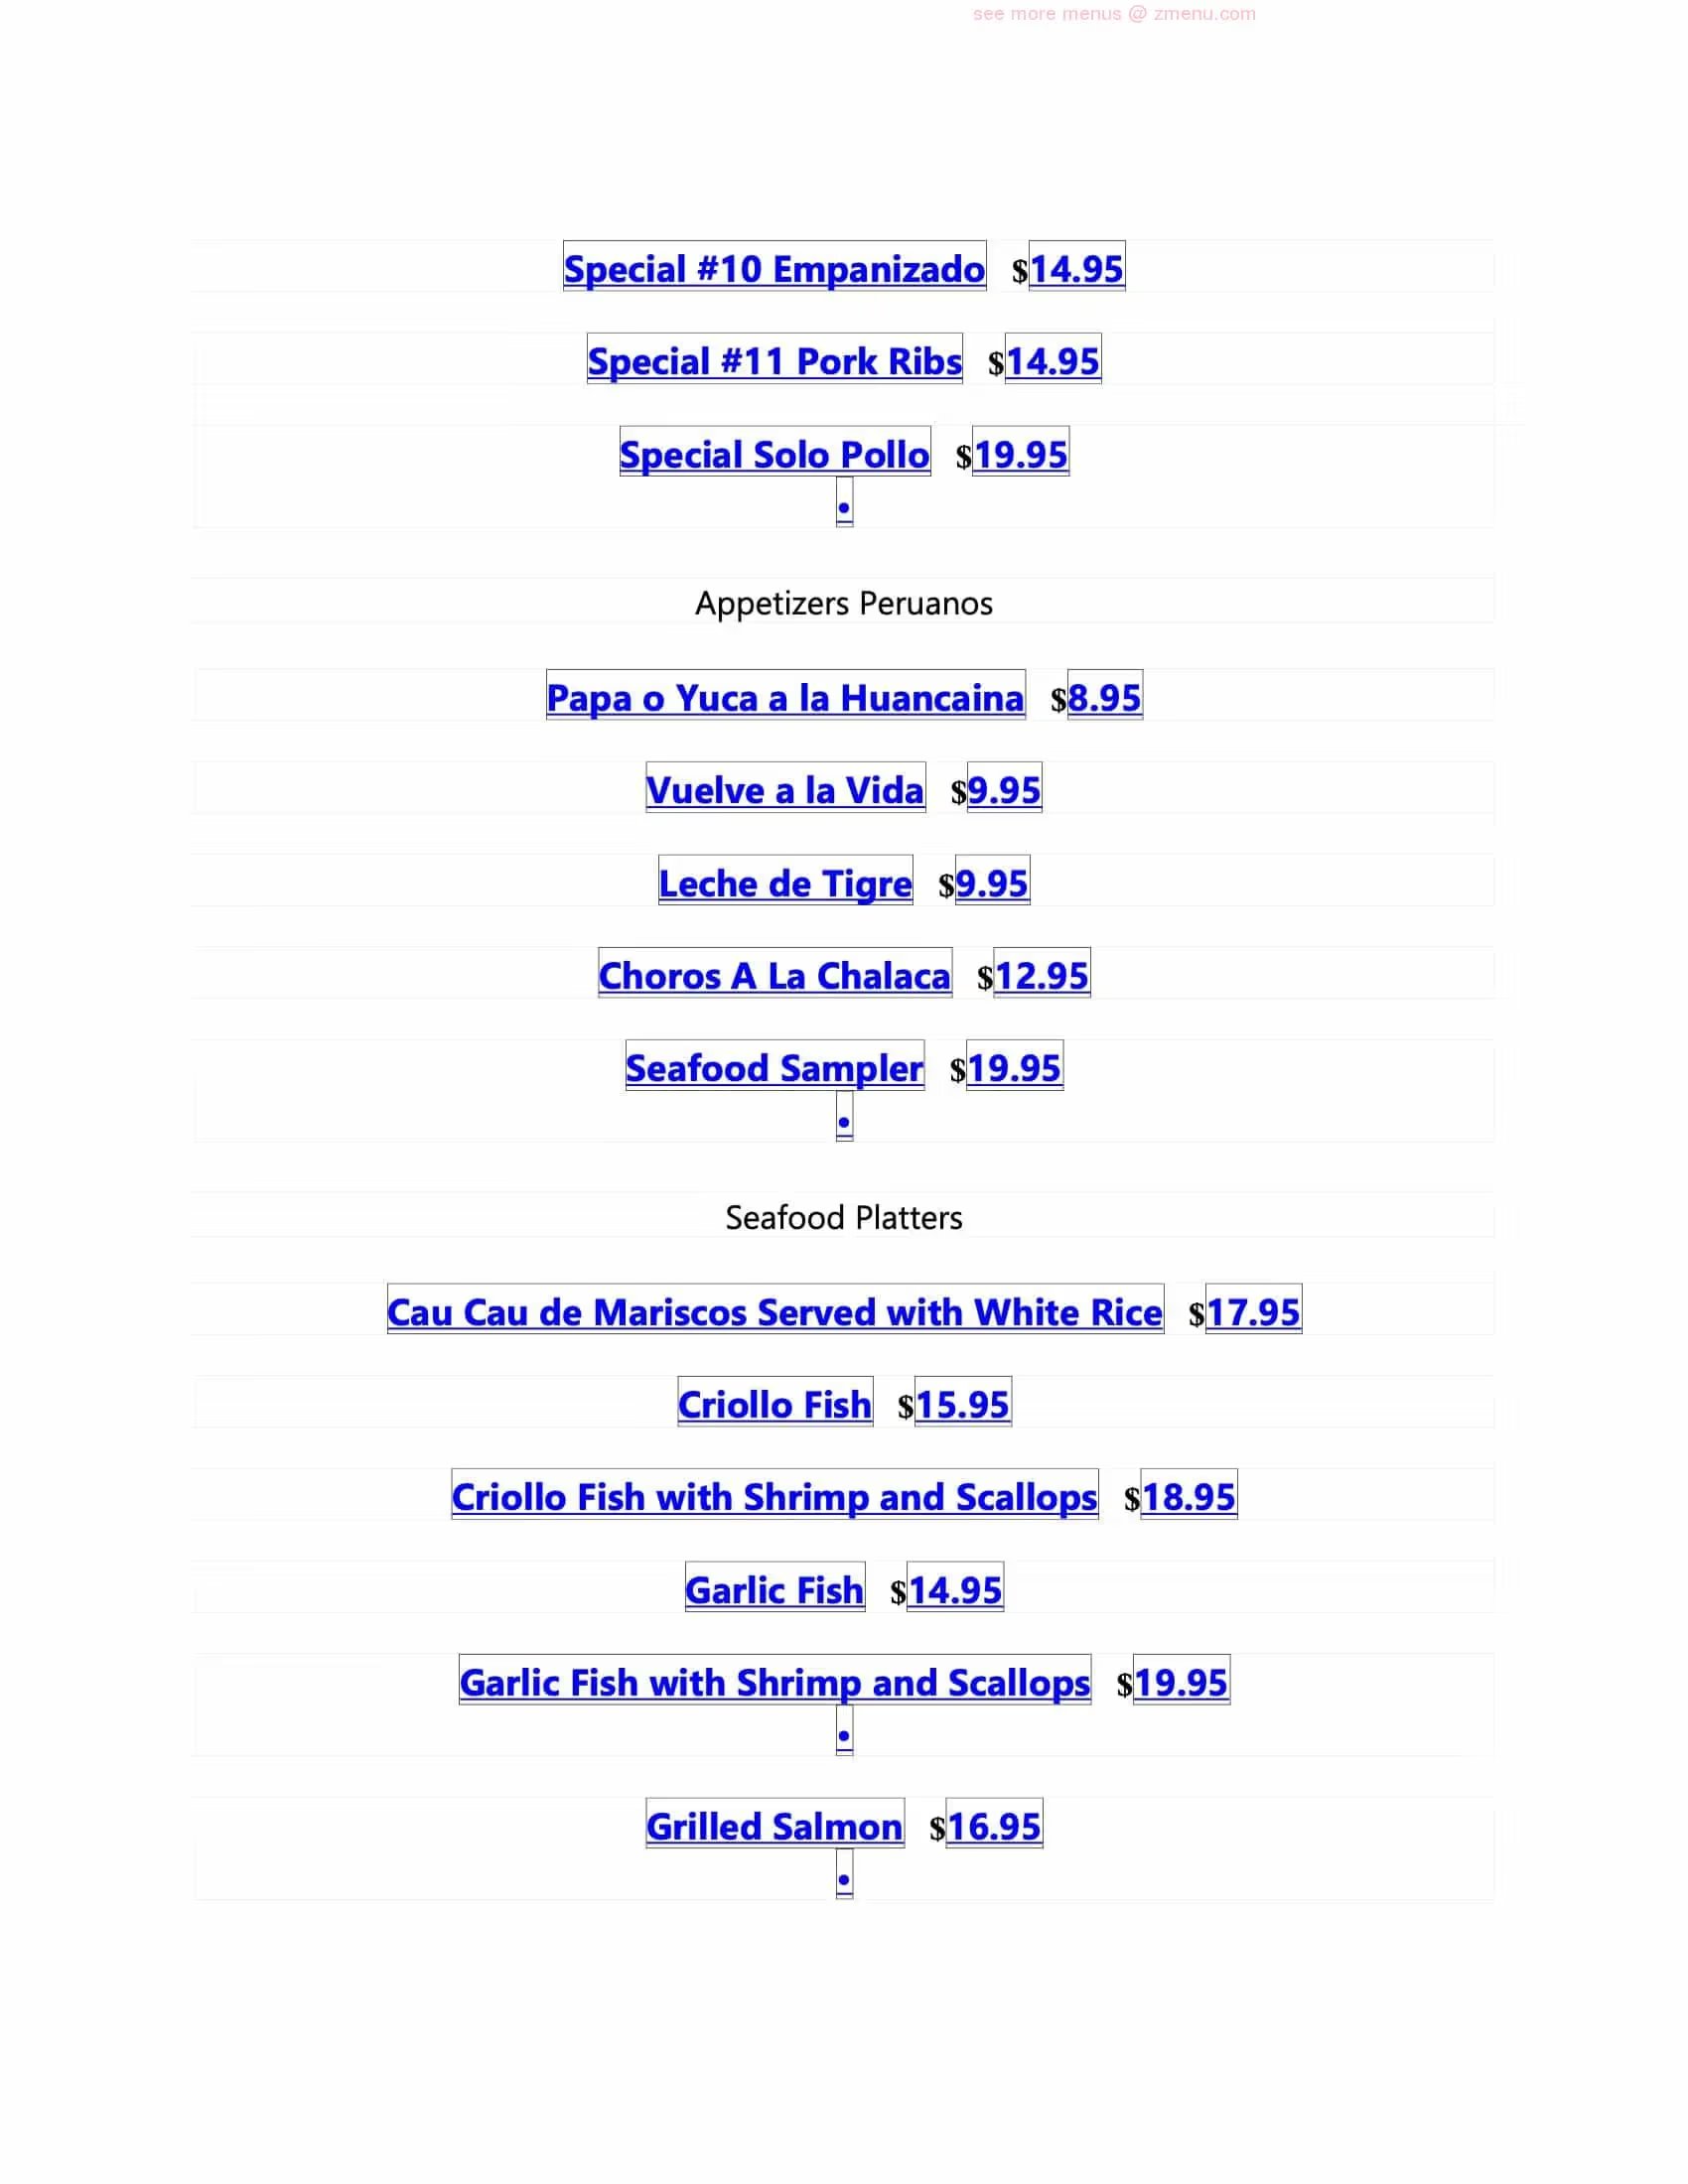 see more menus @ zmenu.com
Special #10 Empanizado $14.95
Special #11 Pork Ribs $14.95
Special Solo Pollo $19.95
•
Appetizers Peruanos
Papa o Yuca a la Huancaina $8.95
Vuelve a la Vida $9.95
Leche de Tigre $9.95
Choros A La Chalaca $12.95
Seafood Sampler $19.95
•
Seafood Platters
Cau Cau de Mariscos Served with White Rice $17.95
Criollo Fish $15.95
Criollo Fish with Shrimp and Scallops $18.95
Garlic Fish $14.95
Garlic Fish with Shrimp and Scallops $19.95
•
Grilled Salmon $16.95
•